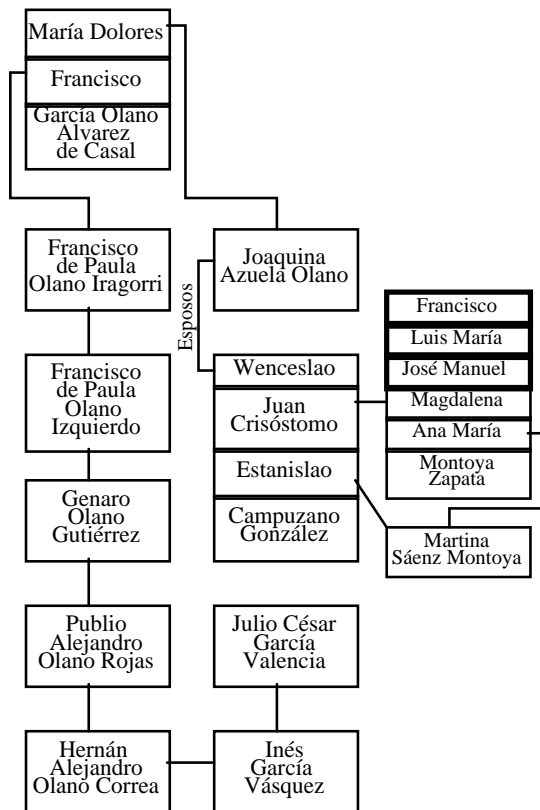 María Dolores
Francisco
García Olano
Alvarez
de Casal
Francisco
de Paula
Olano Iragorri
Joaquina
Azuela Olano
Esposos
Francisco
Luis María
José Manuel
Magdalena
Ana María
Montoya
Zapata
Francisco
de Paula
Olano
Izquierdo
Wenceslao
Juan
Crisóstomo
Estanislao
Campuzano
González
Martina
Sáenz Montoya
Genaro
Olano
Gutiérrez
Publio
Alejandro
Olano Rojas
Julio César
García
Valencia
Hernán
Alejandro
Olano Correa
Inés
García
Vásquez